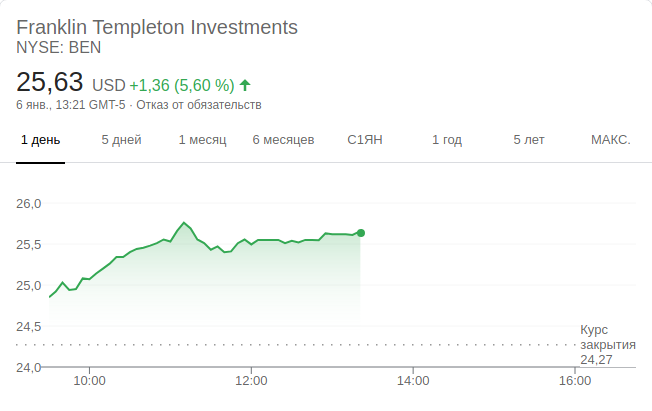 Franklin Templeton Investments
NYSE: BEN
25,63 USD +1,36 (5,60 %)
6 янв., 13:21 GMT-5 · Отказ от обязательств
1 день 5 дней 1 месяц 6 месяцев С1ЯН 1 год 5 лет МАКС.
26,0
25,5
25,0
24,5
Курс
закрытия
24,27
24,0
10:00 12:00 14:00 16:00